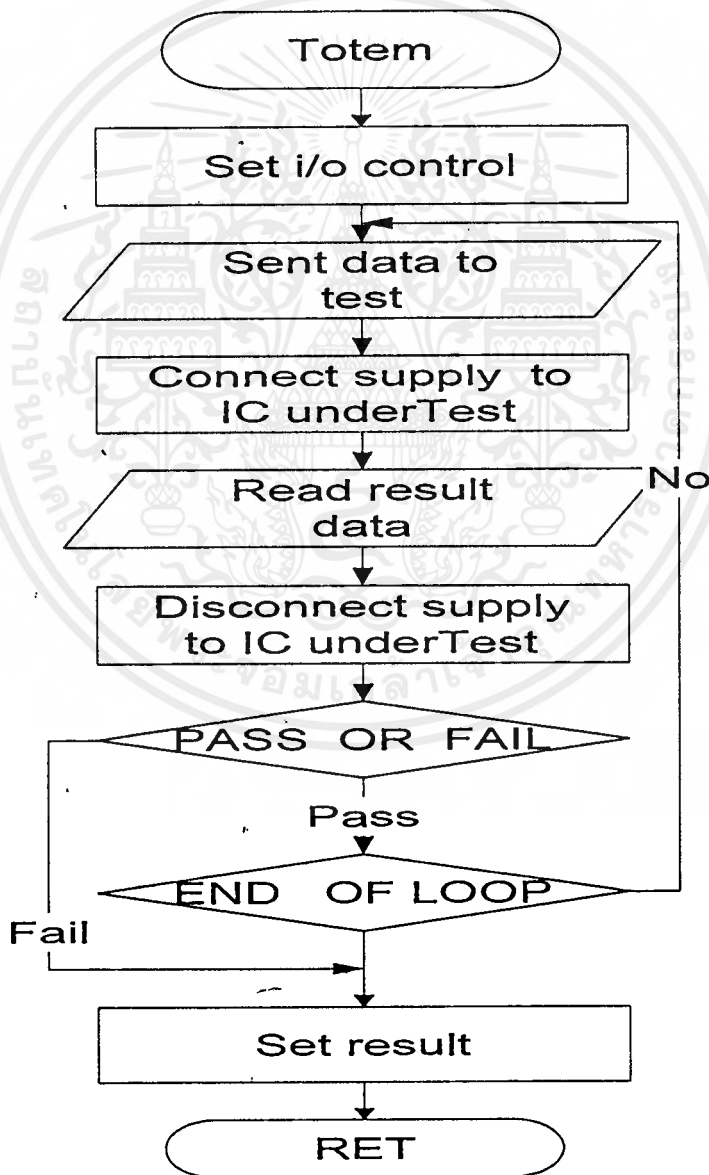 Totem
Set i/o control
Sent data to
test
Connect supply to
IC underTest
Read result
data
No
Disconnect supply
to IC underTest
PASS OR FAIL
Pass
END OF LOOP
Fail
Set result
RET